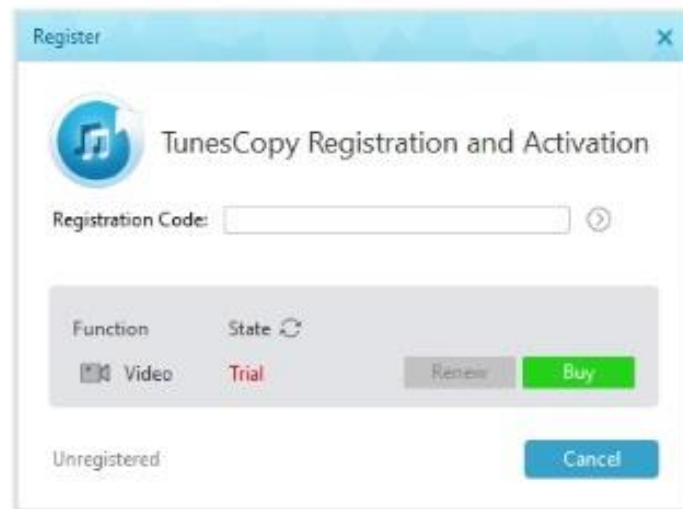 Register
TunesCopy Registration and Activation
Registration Code:
Function State
Video Trial Renew Buy
Unregistered Cancel